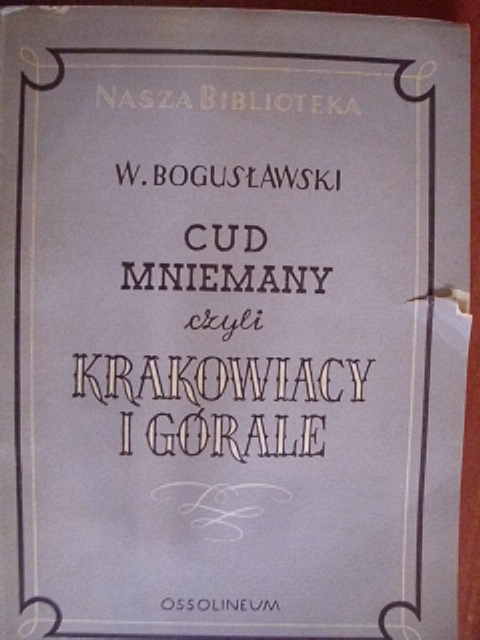 NASZA BIBLIOTEKA
W. BOGUSŁAWSKI
CUD
MNIEMANY
czyli
KRAKOWIACY
I GÓRALE
OSSOLINEUM